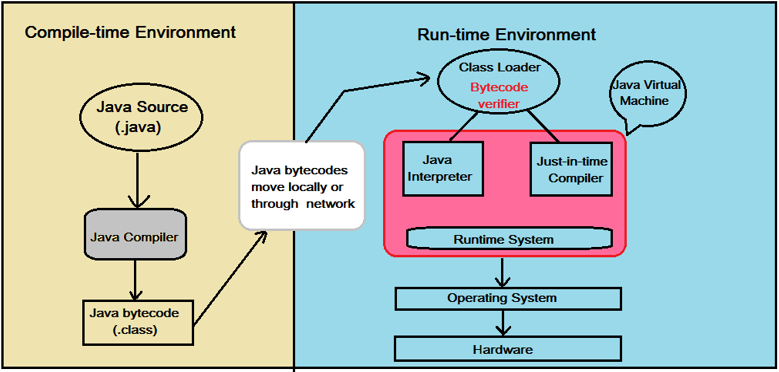 Compile-time Environment
Java Source
(.java)
Java Compiler
Java bytecode
(.class)
Java bytecodes
move locally or
through network
Run-time Environment
Class Loader
Bytecode
verifier
Java Virtual
Machine
Java
Interpreter
Just-in-time
Compiler
Runtime System
Operating System
Hardware